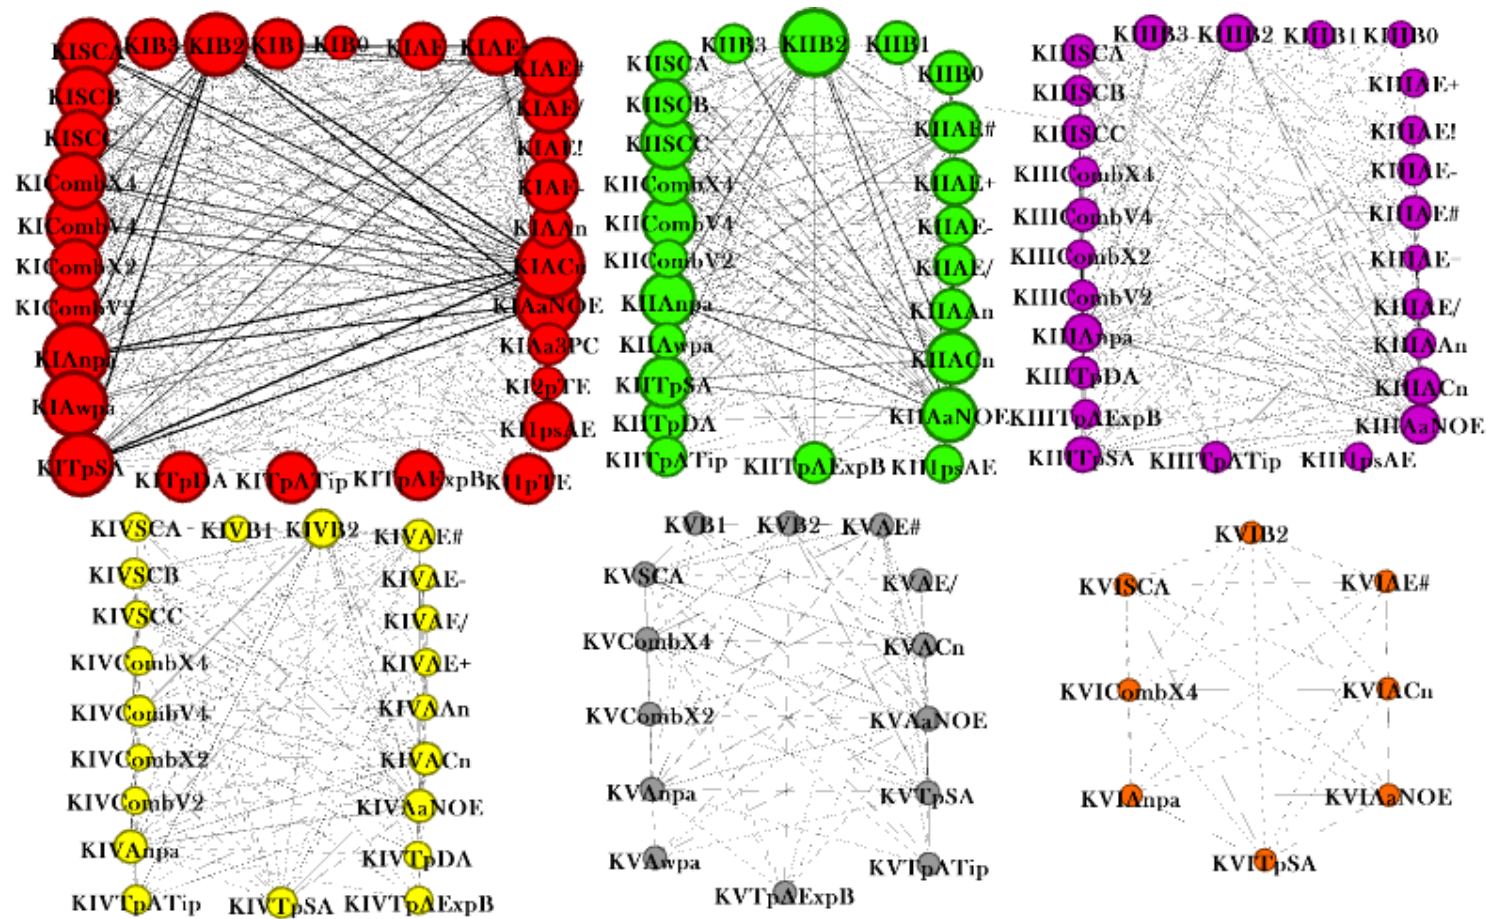 KISCA KIB3 KIB2 KIB1 KIB0 KIAE KIAE+
KIAE#
KISCB
KIAE/
KISCC
KIAE!
KICombX4
KIAE-
KICombV4
KIAAn
KICombX2
KIACn
KICombV2
KIAaNOE
KIAnpa
KIAa3PC
KI2pTE
KIAwpa
KI1psAE
KITpSA
KITpDA KITpATip KITpAExpB KI1pTE
KIISCA KIIB3 KIIB2 KIIB1
KIIB0
KIISCB
KIIAE#
KIISCC
KIICombX4
KIIAE+
KIICombV4
KIIAE-
KIICombV2
KIIAE/
KIIAnpa
KIIAAn
KIIAwpa
KIIACn
KIITpSA
KIIAaNOE
KIITpDA
KIITpATip KIITpAExpB KII1psAE
KIIISCA KIIIB3 KIIIB2 KIIIB1 KIIIB0
KIIISCB
KIIIAE+
KIIISCC
KIIIAE!
KIIICombX4
KIIIAE-
KIIICombV4
KIIIAE#
KIIICombX2
KIIIAE
KIIICombV2
KIIIAE/
KIIIAnpa
KIIIAAn
KIIITpDA
KIIIACn
KIIITpAExpB
KIIIAaNOE
KIIITpSA KIIITpATip KIII1psAE
KIVSCA KIVB1 KIVB2 KIVAE#
KIVSCB
KIVAE-
KIVSCC
KIVAE/
KIVCombX4
KIVAE+
KIVCombV4
KIVAAn
KIVCombX2
KIVACn
KIVCombV2
KIVAaNOE
KIVAnpa
KIVTpDA
KIVTpATip KIVTpSA KIVTpAExpB
KVB1 KVB2 KVAE#
KVSCA
KVAE/
KVCombX4
KVACn
KVCombX2
KVAaNOE
KVAnpa
KVTpSA
KVAwpa
KVTpATip
KVTpAExpB
KVIB2
KVISCA KVIAE#
KVICombX4 KVIACn
KVIAnpa KVIAaNOE
KVITpSA